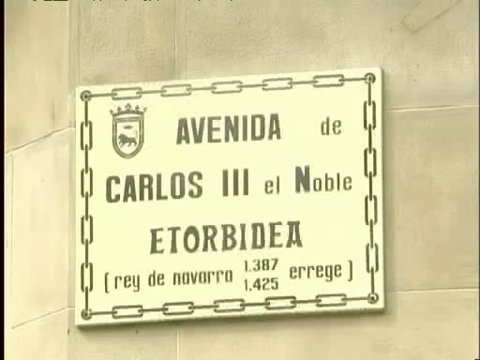 AVENIDA de
CARLOS III el Noble
ETORBIDEA
(rey de navarra 1.387 1.425 errege)